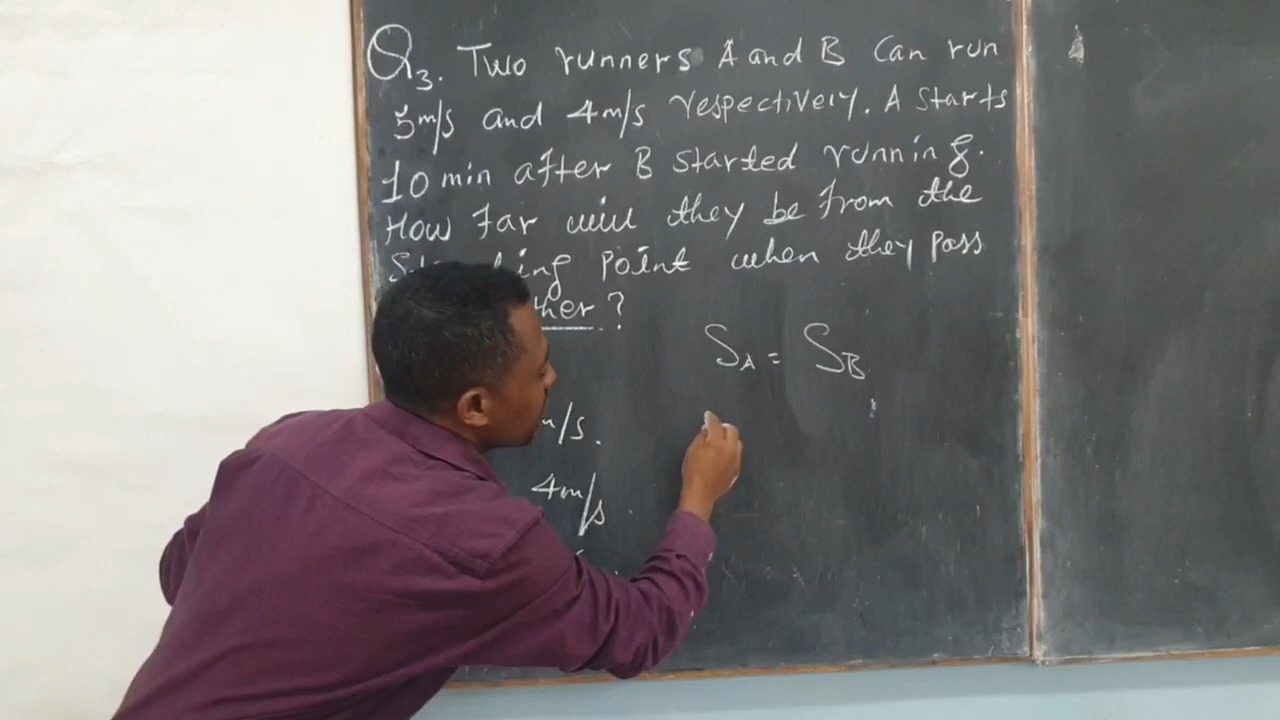 Q3. Two runners A and B can run
5m/s and 4m/s respectively. A starts
10 min after B started running.
How far will they be from the
point when they pass
?
SA = SB
m/s.
4m/s